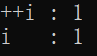 ++i : 1
i   : 1